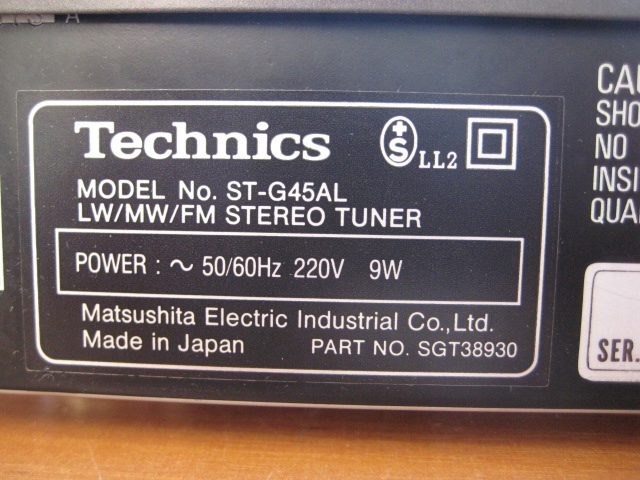 Technics
S LL2
MODEL No. ST-G45AL
LW/MW/FM STEREO TUNER
POWER : ~ 50/60Hz 220V 9W
Matsushita Electric Industrial Co.,Ltd.
Made in Japan PART NO. SGT38930
CAU
SHO
NO
INSI
QUA
SER.